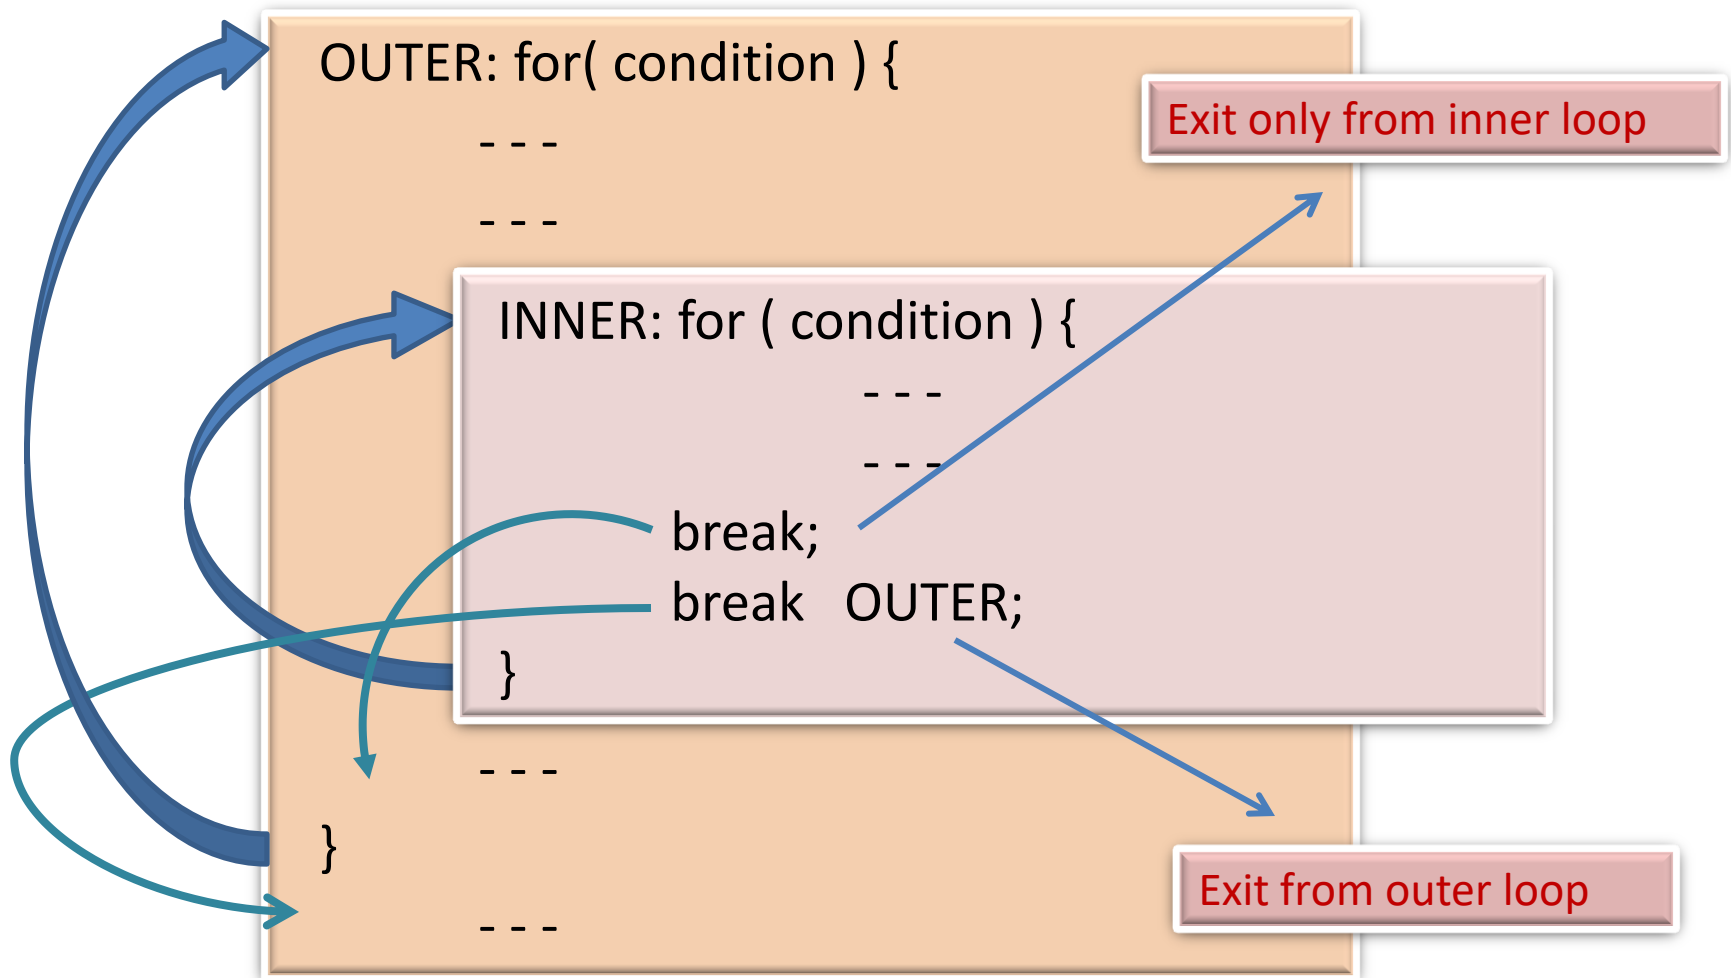 OUTER: for( condition ) {
Exit only from inner loop
- - -
- - -
INNER: for ( condition ) {
- - -
- - -
break;
break OUTER;
}
- - -
}
Exit from outer loop
- - -